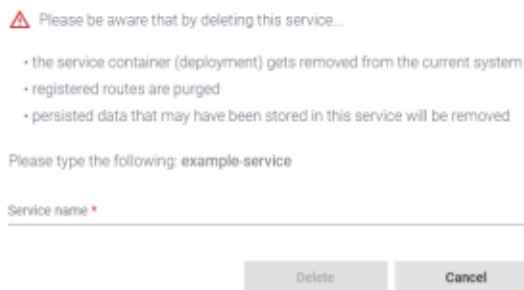 Please be aware that by deleting this service...
• the service container (deployment) gets removed from the current system
• registered routes are purged
• persisted data that may have been stored in this service will be removed
Please type the following: example-service
Service name *
Delete Cancel